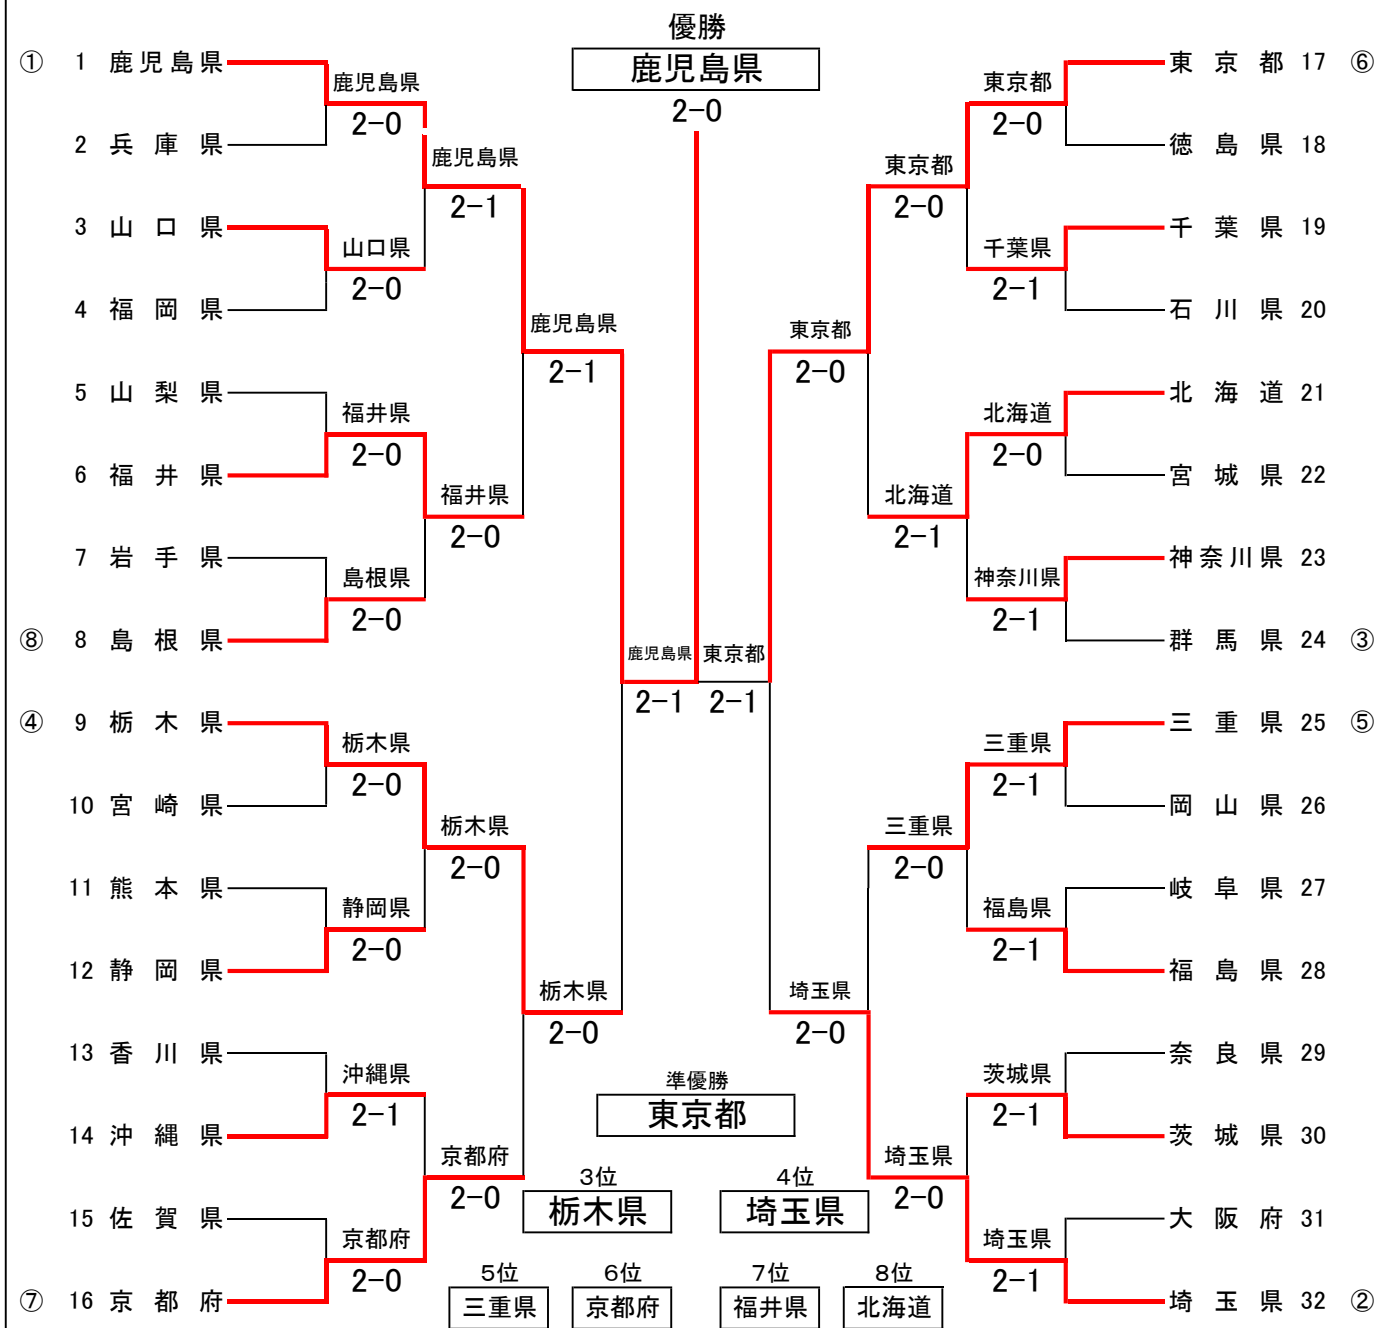 優勝
鹿児島県
2-0
① 1 鹿児島県
2 兵庫県
3 山口県
4 福岡県
5 山梨県
6 福井県
7 岩手県
⑧ 8 島根県
④ 9 栃木県
10 宮崎県
11 熊本県
12 静岡県
13 香川県
14 沖縄県
15 佐賀県
⑦ 16 京都府
鹿児島県
2-0
山口県
2-0
福井県
2-0
島根県
2-0
栃木県
2-0
静岡県
2-0
沖縄県
2-1
京都府
2-0
鹿児島県
2-1
福井県
2-0
栃木県
2-0
京都府
2-0
鹿児島県
2-1
栃木県
2-0
鹿児島県
2-1
東京都
2-1
東京都
2-0
埼玉県
2-0
東京都
2-0
北海道
2-1
三重県
2-0
埼玉県
2-0
東京都
2-0
千葉県
2-1
北海道
2-0
神奈川県
2-1
三重県
2-1
福島県
2-1
茨城県
2-1
埼玉県
2-1
東京都 17 ⑥
徳島県 18
千葉県 19
石川県 20
北海道 21
宮城県 22
神奈川県 23
群馬県 24 ③
三重県 25 ⑤
岡山県 26
岐阜県 27
福島県 28
奈良県 29
茨城県 30
大阪府 31
埼玉県 32 ②
準優勝
東京都
3位
栃木県
4位
埼玉県
5位
三重県
6位
京都府
7位
福井県
8位
北海道